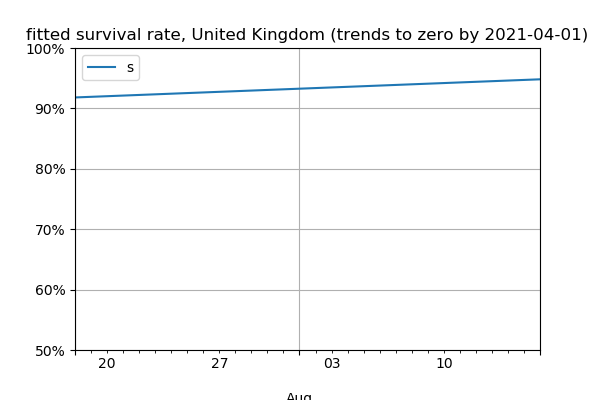 fitted survival rate, United Kingdom (trends to zero by 2021-04-01)
100%
s
90%
80%
70%
60%
50%
20 27 03 10
Aug